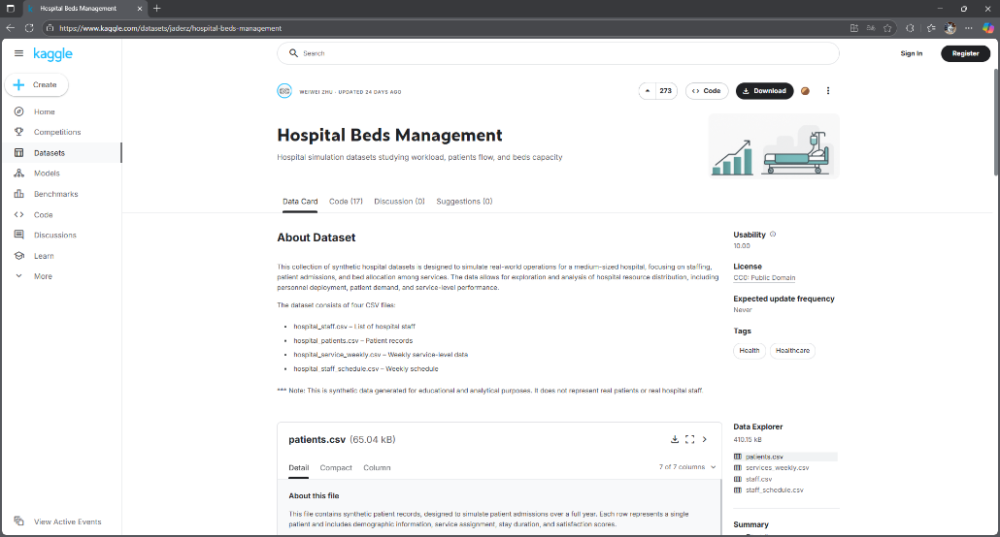 Hospital Beds Management
https://www.kaggle.com/datasets/jaderz/hospital-beds-management
kaggle
Search
Sign In
Register
Create
Home
Competitions
Datasets
Models
Benchmarks
Code
Discussions
Learn
More
View Active Events
WEIWEI ZHU · UPDATED 24 DAYS AGO
273
Code
Download
Hospital Beds Management
Hospital simulation datasets studying workload, patients flow, and beds capacity
Data Card
Code (17)
Discussion (0)
Suggestions (0)
About Dataset
This collection of synthetic hospital datasets is designed to simulate real-world operations for a medium-sized hospital, focusing on staffing,
patient admissions, and bed allocation among services. The data allows for exploration and analysis of hospital resource distribution, including
personnel deployment, patient demand, and service-level performance.
The dataset consists of four CSV files:
• hospital_staff.csv – List of hospital staff
• hospital_patients.csv – Patient records
• hospital_service_weekly.csv – Weekly service-level data
• hospital_staff_schedule.csv – Weekly schedule
*** Note: This is synthetic data generated for educational and analytical purposes. It does not represent real patients or real hospital staff.
Usability
10.00
License
CC0: Public Domain
Expected update frequency
Never
Tags
Health
Healthcare
patients.csv (65.04 kB)
Detail
Compact
Column
7 of 7 columns
About this file
This file contains synthetic patient records, designed to simulate patient admissions over a full year. Each row represents a single
patient and includes demographic information, service assignment, stay duration, and satisfaction scores.
Data Explorer
410.15 kB
patients.csv
services_weekly.csv
staff.csv
staff_schedule.csv
Summary